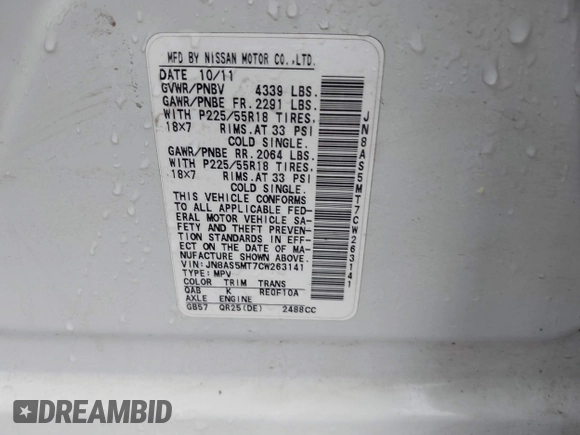 MFD BY NISSAN MOTOR CO.,LTD.
DATE 10/11
GVWR/PNBV 4339 LBS.
GAWR/PNBE FR. 2291 LBS.
WITH P225/55R18 TIRES,
18X7 RIMS.AT 33 PSI
COLD SINGLE.
GAWR/PNBE RR. 2064 LBS.
WITH P225/55R18 TIRES,
18X7 RIMS.AT 33 PSI
COLD SINGLE.
THIS VEHICLE CONFORMS
TO ALL APPLICABLE FED-
ERAL MOTOR VEHICLE SA-
FETY AND THEFT PREVEN-
TION STANDARDS IN EFF-
ECT ON THE DATE OF MA-
NUFACTURE SHOWN ABOVE.
VIN: JN8AS5MT7CW263141
TYPE: MPV
COLOR TRIM TRANS
QAB K RE0F10A
AXLE ENGINE
GB57 QR25(DE) 2488CC
JN8AS5MT7CW263141
DREAMBID